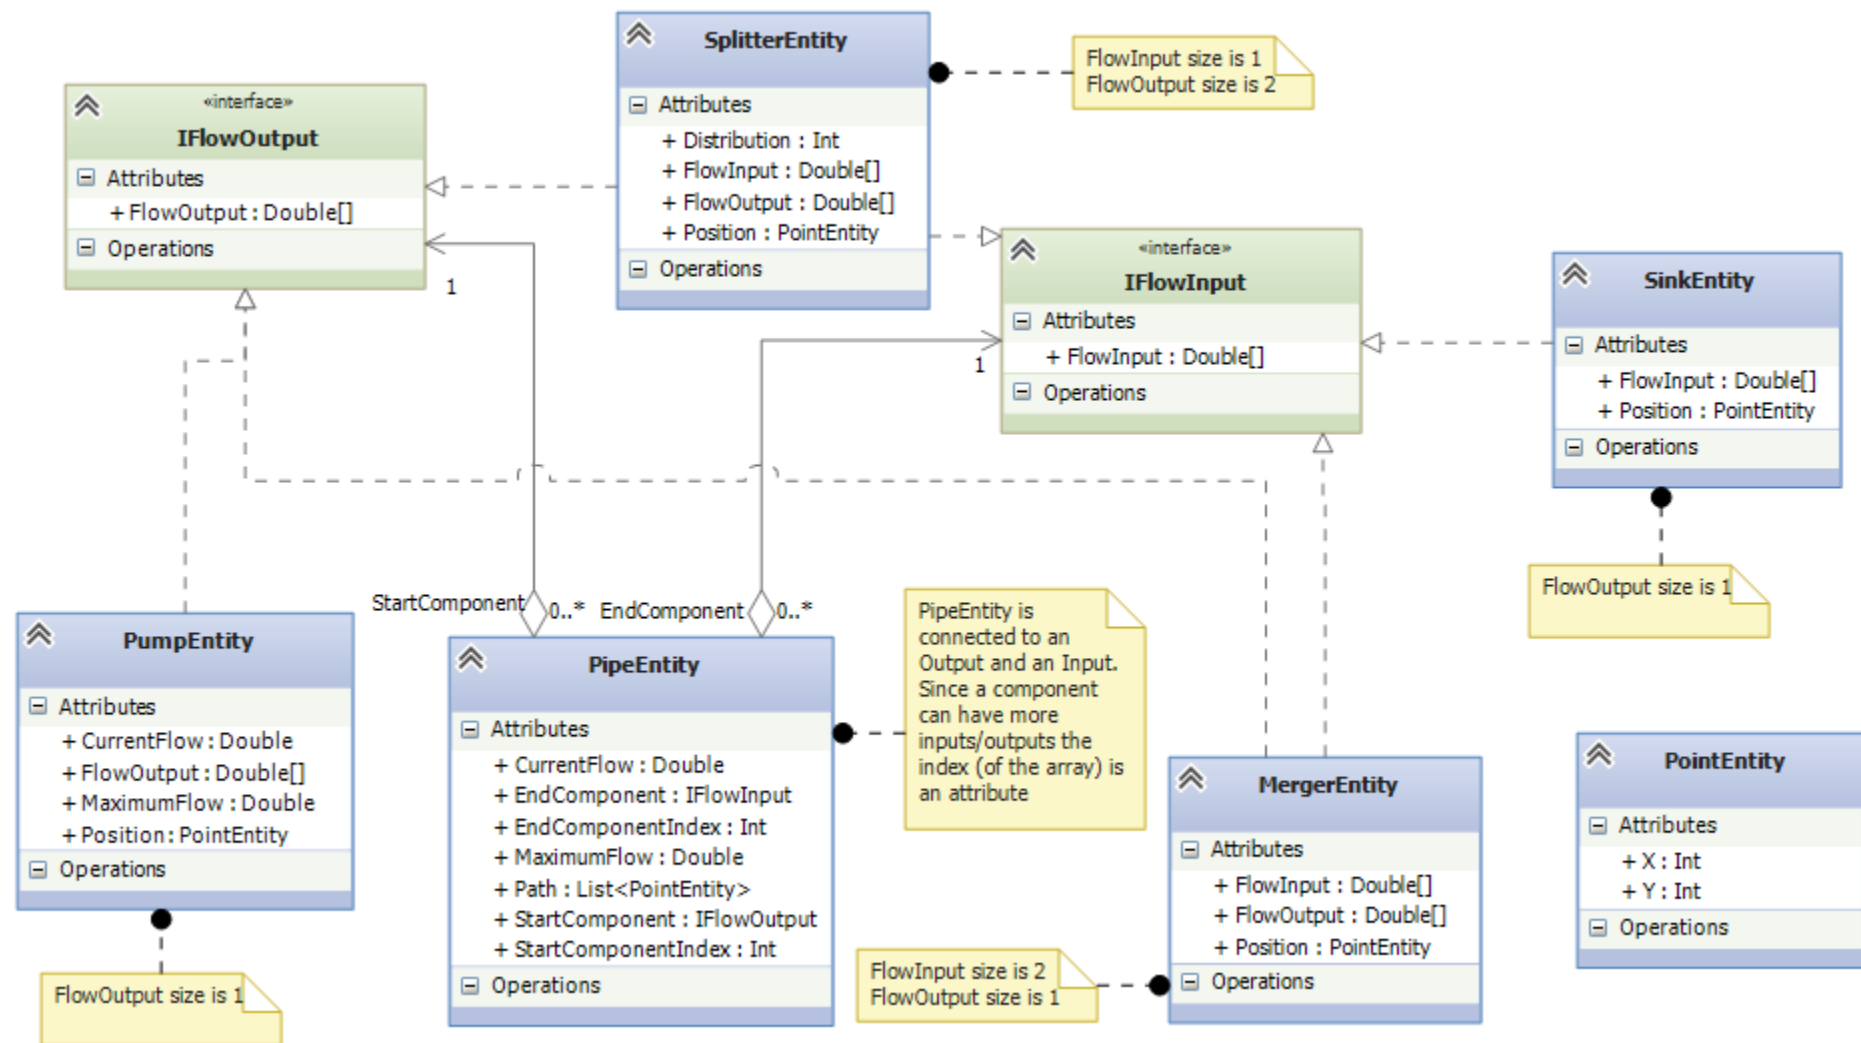 SplitterEntity
Attributes
+ Distribution : Int
+ FlowInput : Double[]
+ FlowOutput : Double[]
+ Position : PointEntity
Operations
FlowInput size is 1
FlowOutput size is 2
«interface»
IFlowOutput
Attributes
+ FlowOutput : Double[]
Operations
1
«interface»
IFlowInput
Attributes
+ FlowInput : Double[]
Operations
1
SinkEntity
Attributes
+ FlowInput : Double[]
+ Position : PointEntity
Operations
FlowOutput size is 1
StartComponent
0..*
EndComponent
0..*
PumpEntity
Attributes
+ CurrentFlow : Double
+ FlowOutput : Double[]
+ MaximumFlow : Double
+ Position : PointEntity
Operations
FlowOutput size is 1
PipeEntity
Attributes
+ CurrentFlow : Double
+ EndComponent : IFlowInput
+ EndComponentIndex : Int
+ MaximumFlow : Double
+ Path : List<PointEntity>
+ StartComponent : IFlowOutput
+ StartComponentIndex : Int
Operations
PipeEntity is
connected to an
Output and an Input.
Since a component
can have more
inputs/outputs the
index (of the array) is
an attribute
MergerEntity
Attributes
+ FlowInput : Double[]
+ FlowOutput : Double[]
+ Position : PointEntity
Operations
FlowInput size is 2
FlowOutput size is 1
PointEntity
Attributes
+ X : Int
+ Y : Int
Operations